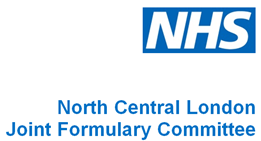 NHS
North Central London
Joint Formulary Committee